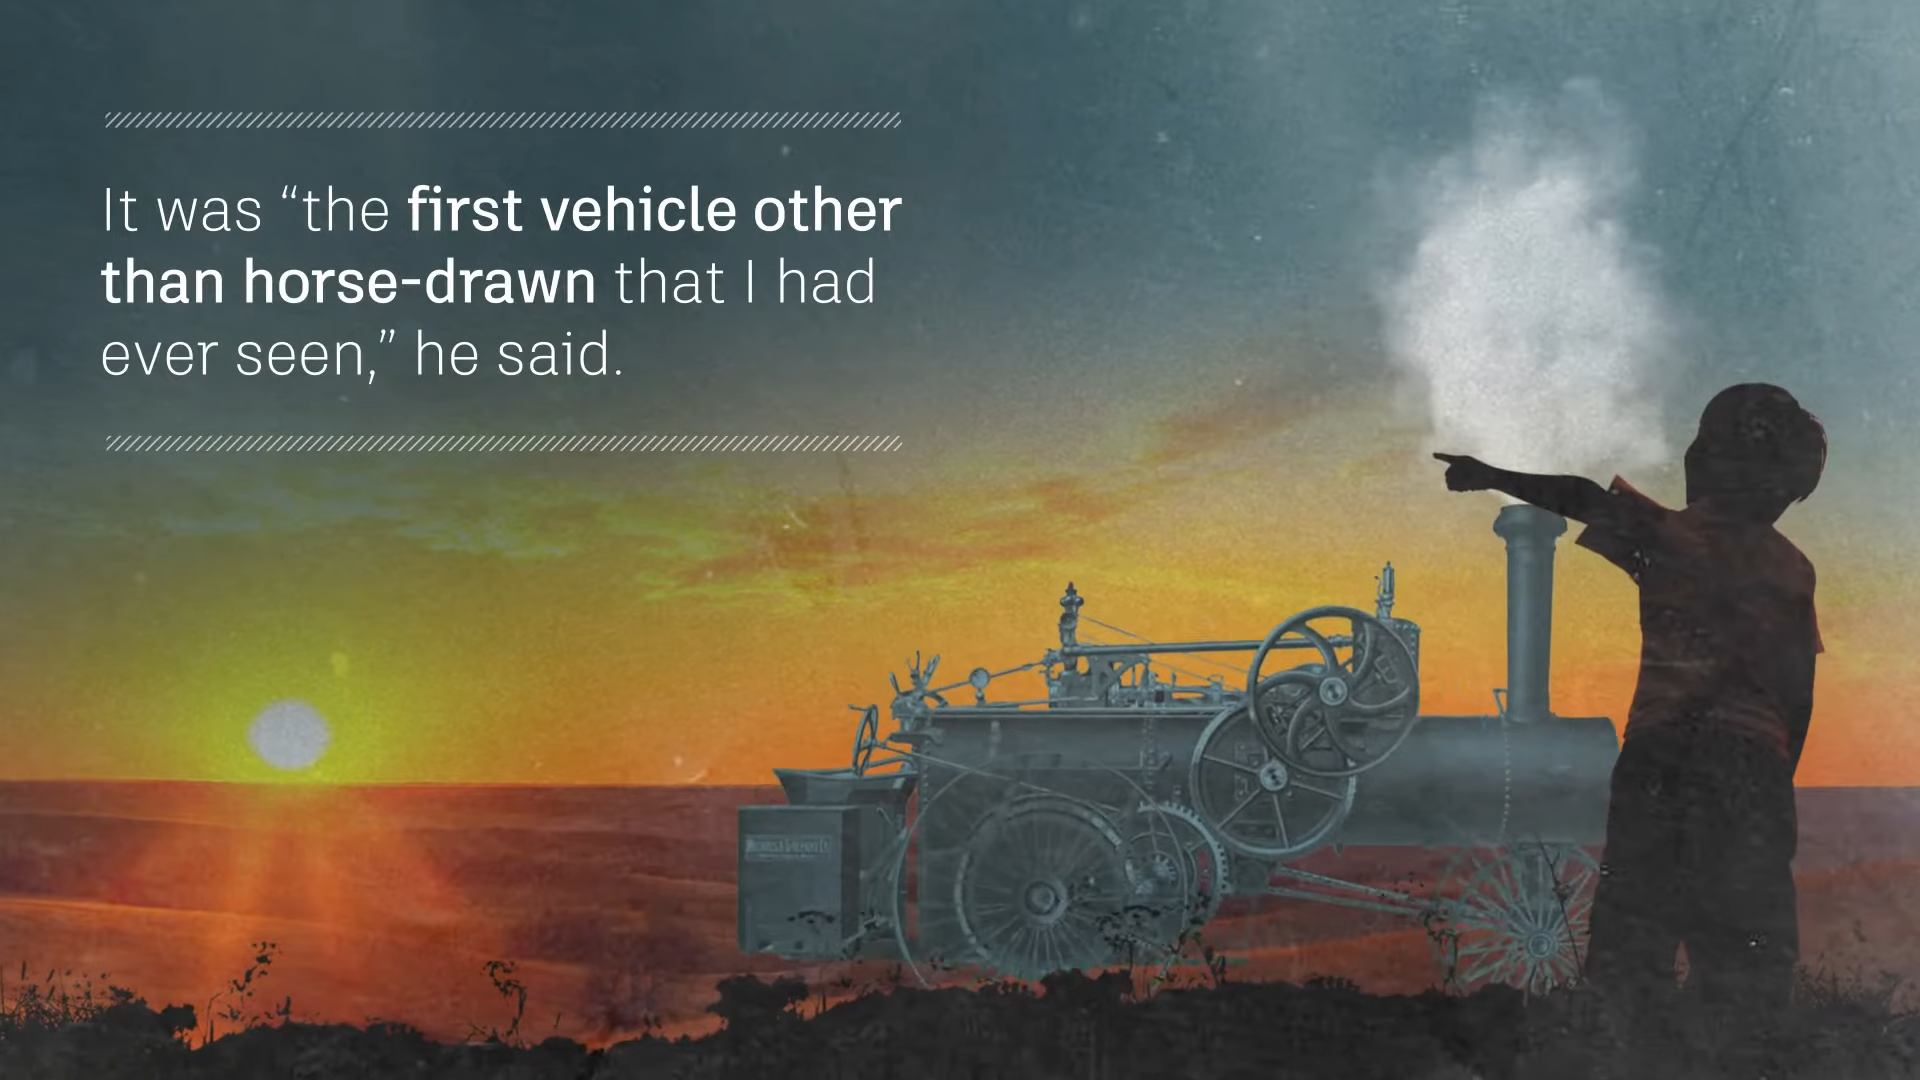 It was “the first vehicle other
than horse-drawn that I had
ever seen,” he said.